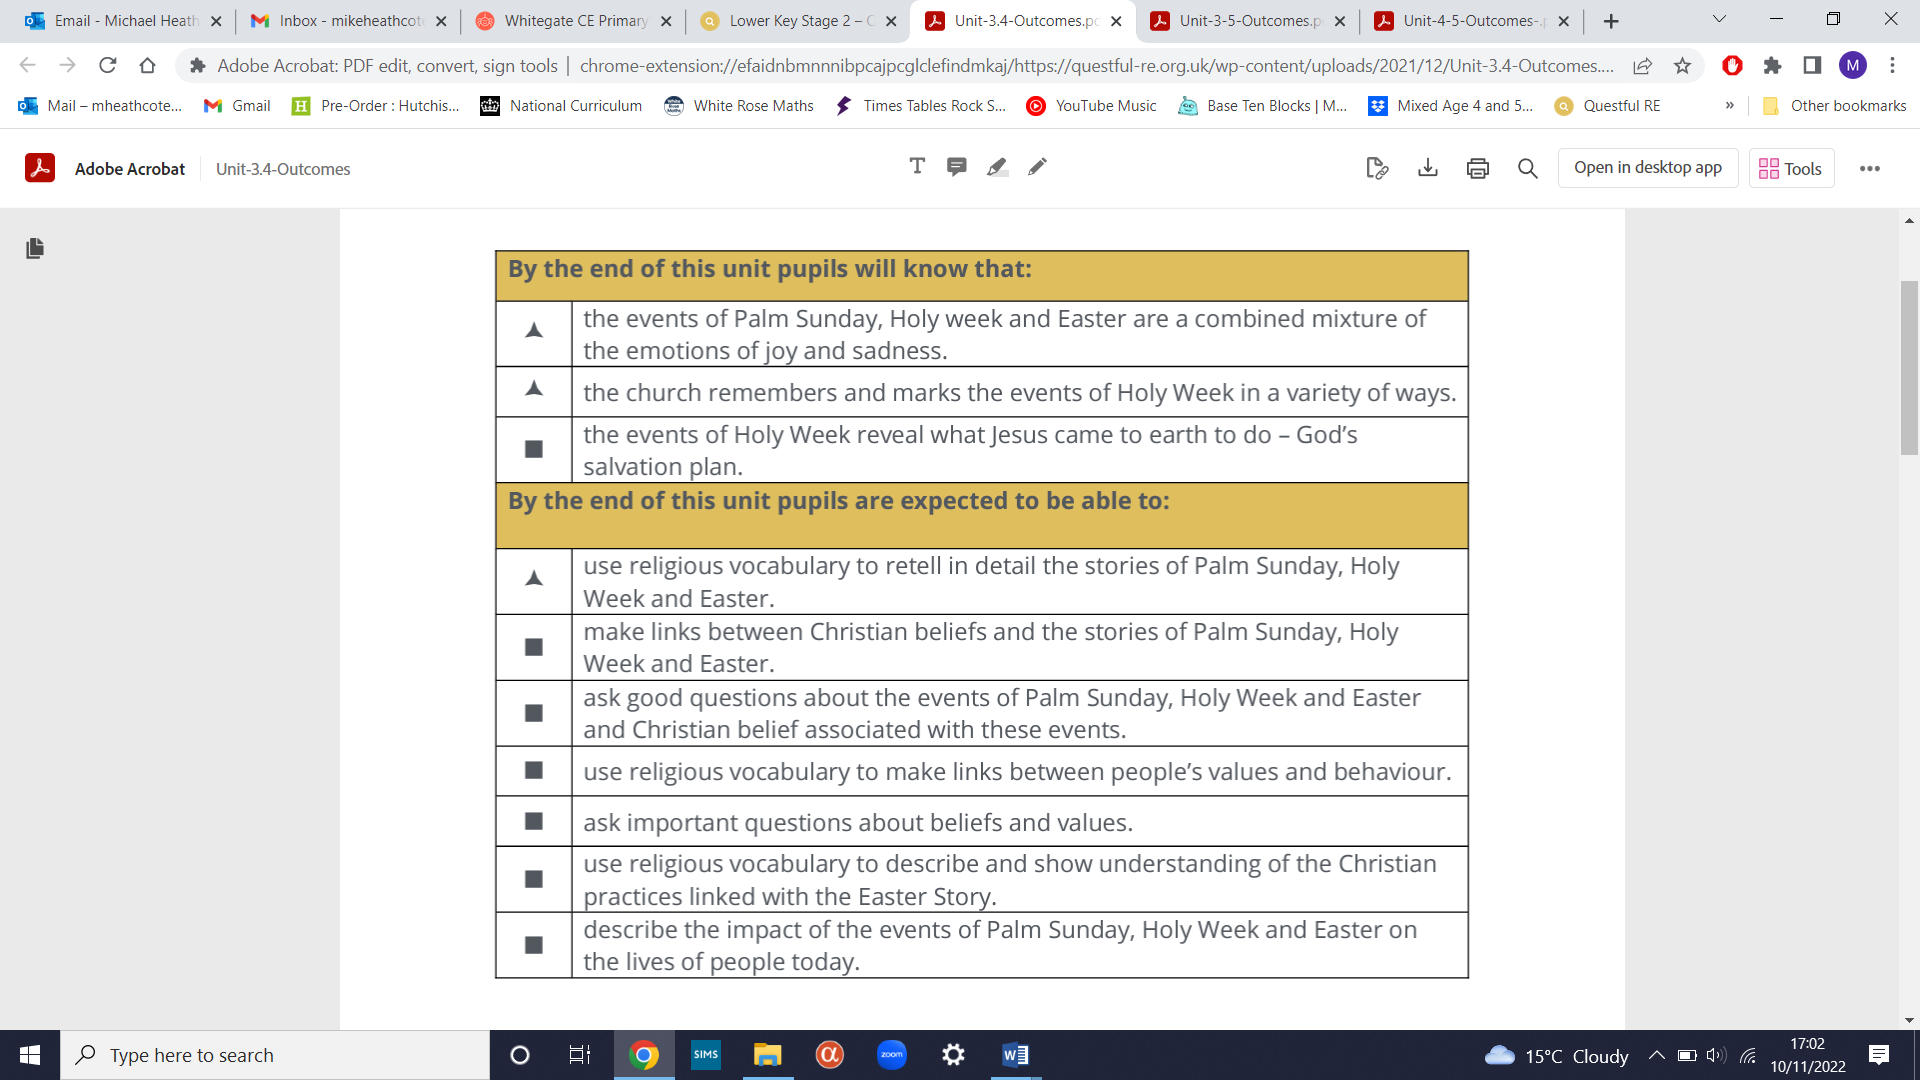 Email - Michael Heath
Inbox - mikeheathcot
Whitegate CE Primary
Lower Key Stage 2 – C
Unit-3.4-Outcomes.pd
Unit-3-5-Outcomes.p
Unit-4-5-Outcomes-.p
Adobe Acrobat: PDF edit, convert, sign tools | chrome-extension://efaidnbmnnnibpcajpcglclefindmkaj/https://questful-re.org.uk/wp-content/uploads/2021/12/Unit-3.4-Outcomes....
M
Mail – mheathcote...
Gmail
H
Pre-Order : Hutchis...
National Curriculum
White Rose Maths
Times Tables Rock S...
YouTube Music
Base Ten Blocks | M...
Mixed Age 4 and 5...
Questful RE
»
Other bookmarks
Adobe Acrobat
Unit-3.4-Outcomes
Open in desktop app
Tools
By the end of this unit pupils will know that:
the events of Palm Sunday, Holy week and Easter are a combined mixture of
the emotions of joy and sadness.
the church remembers and marks the events of Holy Week in a variety of ways.
the events of Holy Week reveal what Jesus came to earth to do – God’s
salvation plan.
By the end of this unit pupils are expected to be able to:
use religious vocabulary to retell in detail the stories of Palm Sunday, Holy
Week and Easter.
make links between Christian beliefs and the stories of Palm Sunday, Holy
Week and Easter.
ask good questions about the events of Palm Sunday, Holy Week and Easter
and Christian belief associated with these events.
use religious vocabulary to make links between people’s values and behaviour.
ask important questions about beliefs and values.
use religious vocabulary to describe and show understanding of the Christian
practices linked with the Easter Story.
describe the impact of the events of Palm Sunday, Holy Week and Easter on
the lives of people today.
Type here to search
SIMS
zoom
15°C Cloudy
17:02
10/11/2022